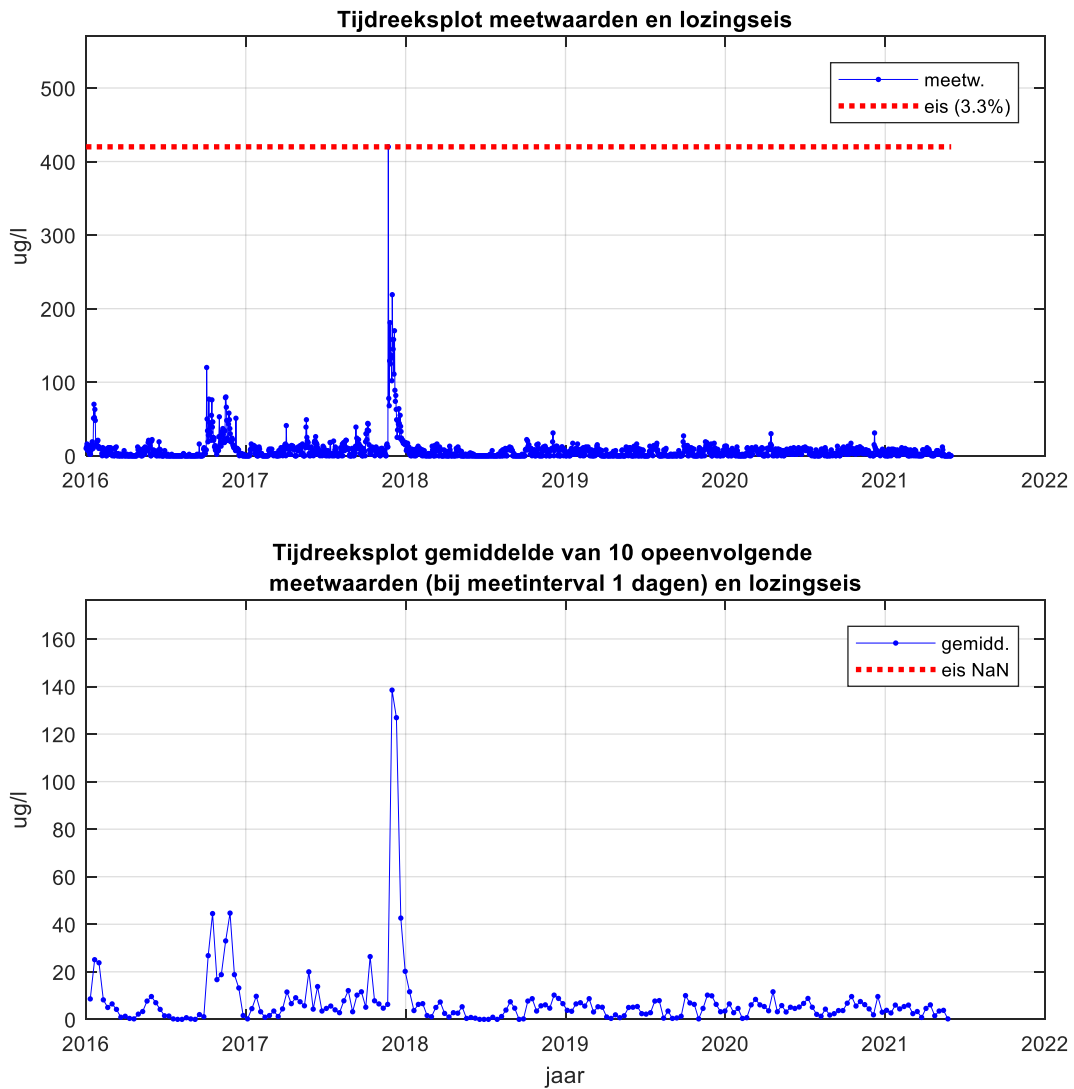 Tijdreeksplot meetwaarden en lozingseis
500
400
300
200
100
0
ug/l
meetw.
eis (3.3%)
2016 2017 2018 2019 2020 2021 2022
Tijdreeksplot gemiddelde van 10 opeenvolgende
meetwaarden (bij meetinterval 1 dagen) en lozingseis
160
140
120
100
80
60
40
20
0
ug/l
gemidd.
eis NaN
2016 2017 2018 2019 2020 2021 2022
jaar